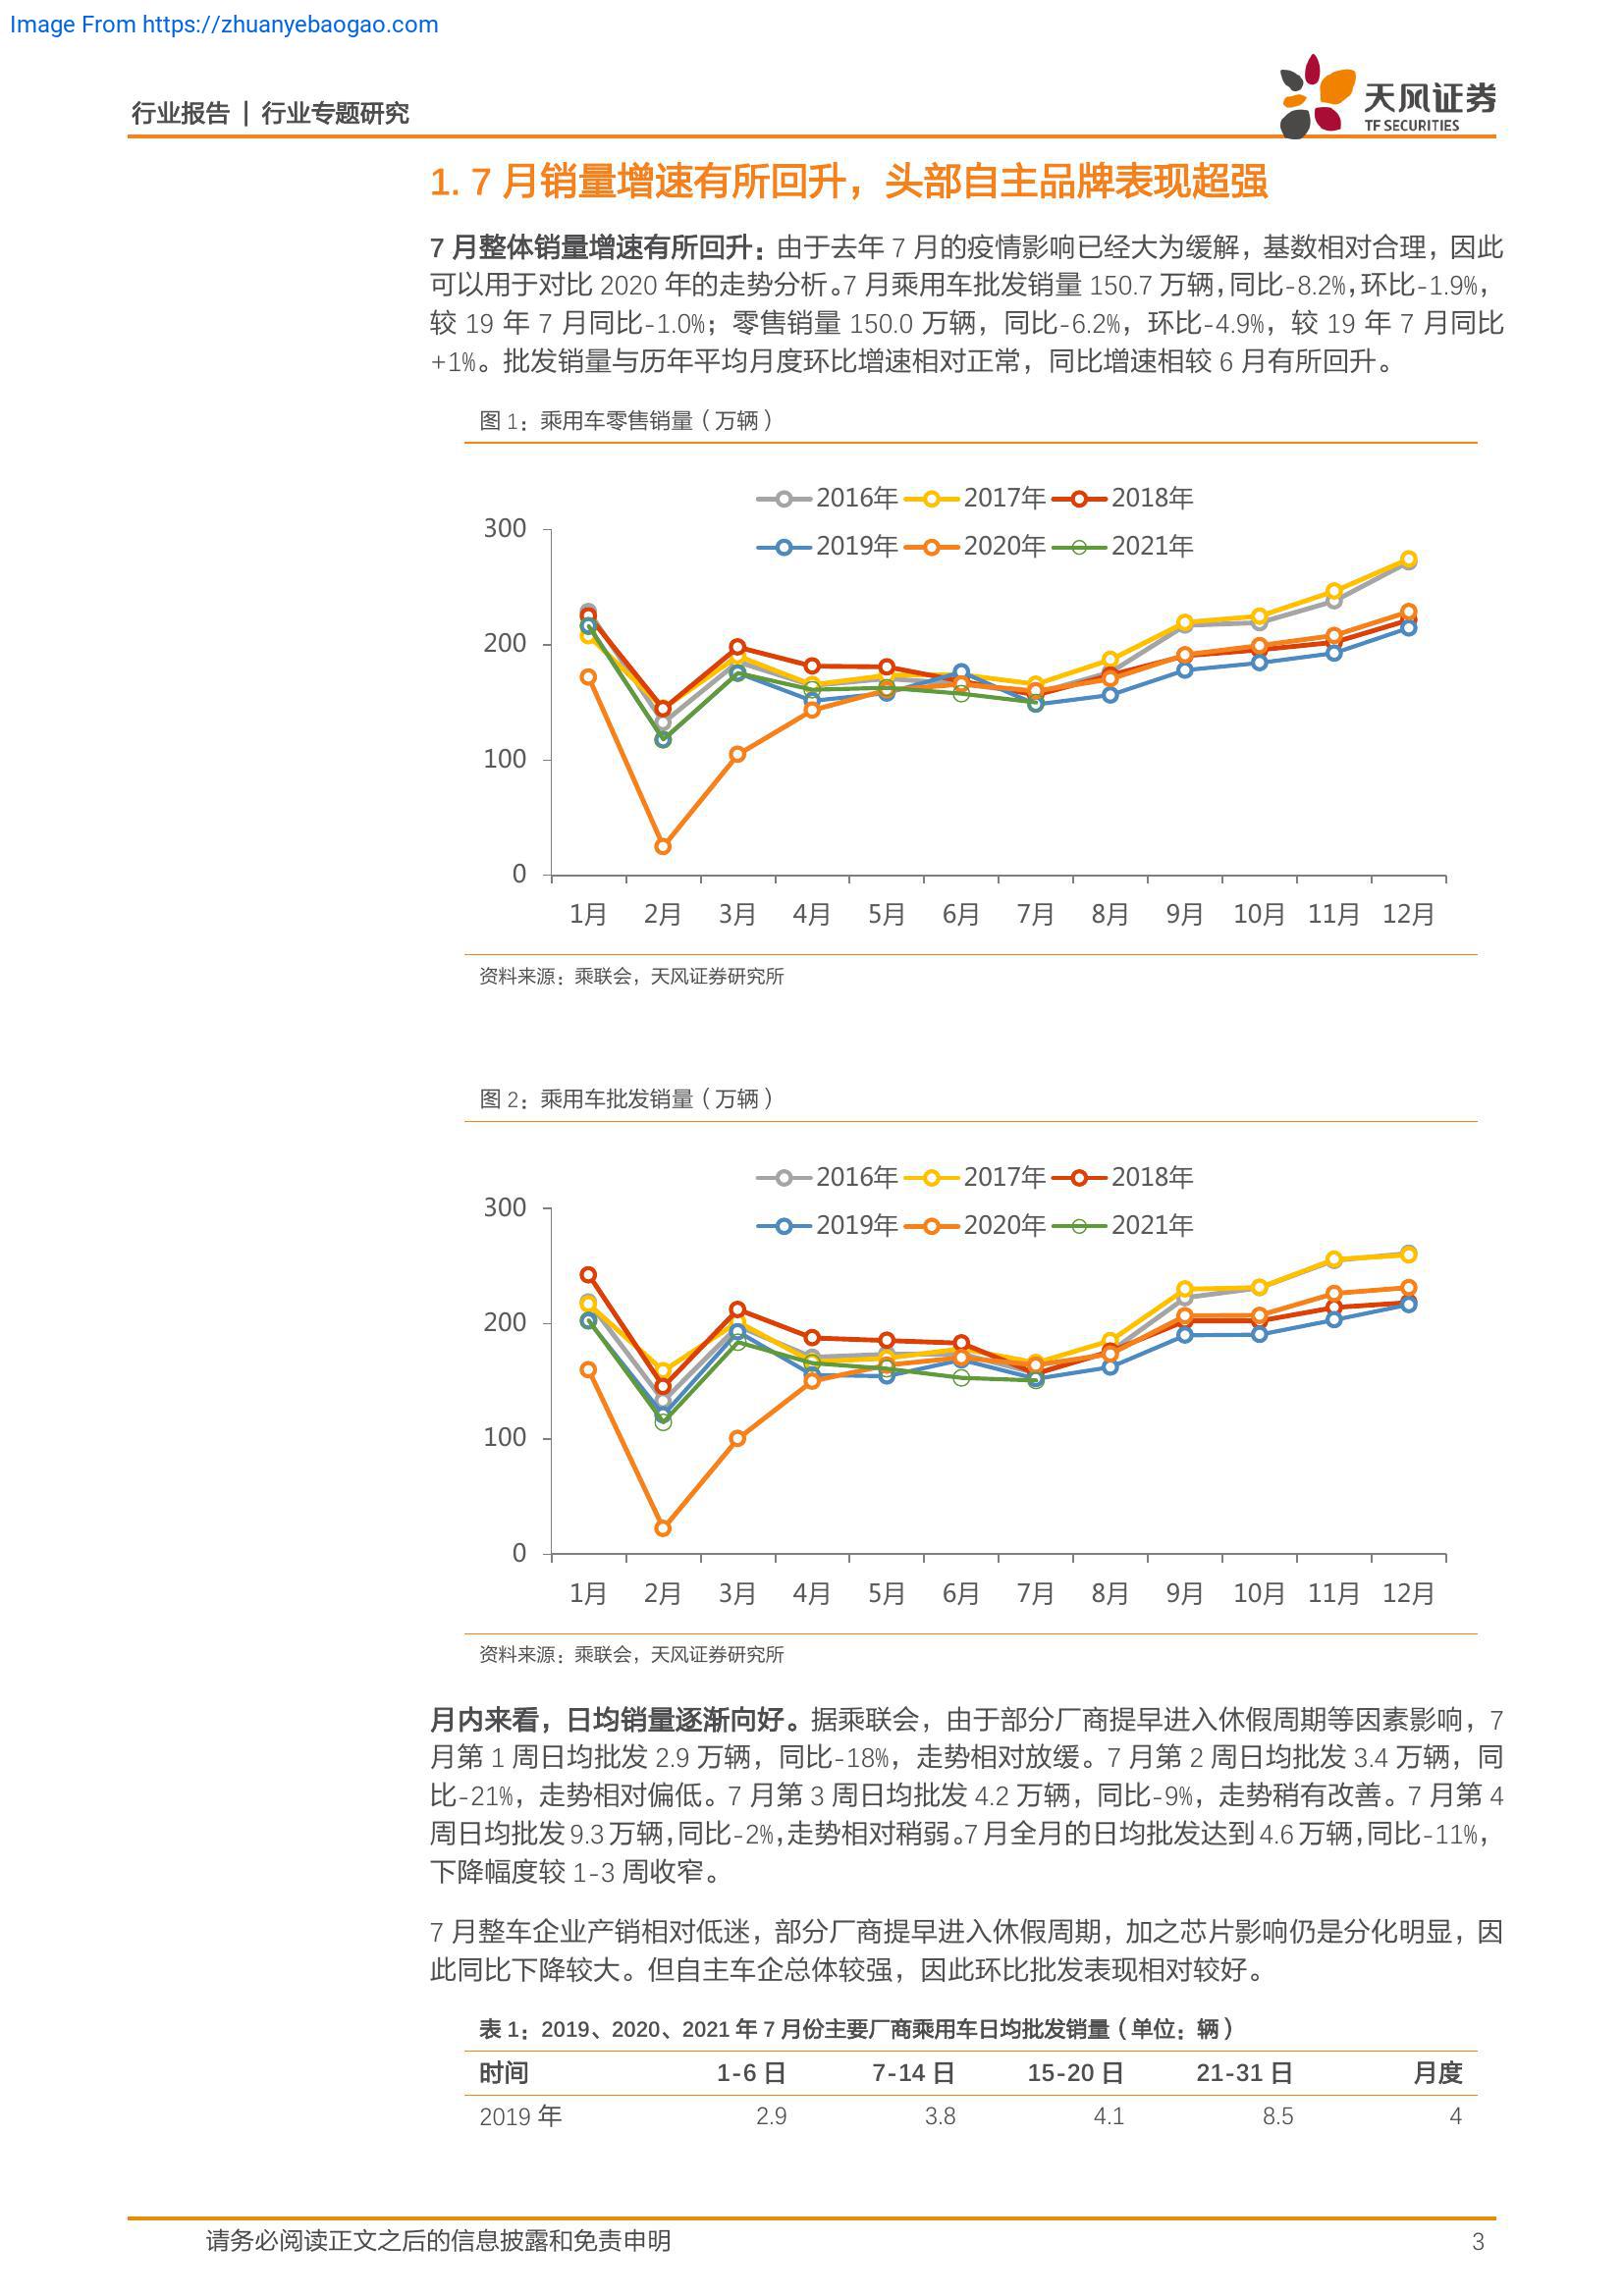 Image From https://zhuanyebaogao.com
行业报告 | 行业专题研究
天风证券
TF SECURITIES
1. 7 月销量增速有所回升，头部自主品牌表现超强
7 月整体销量增速有所回升：由于去年 7 月的疫情影响已经大为缓解，基数相对合理，因此
可以用于对比 2020 年的走势分析。7 月乘用车批发销量 150.7 万辆，同比-8.2%，环比-1.9%，
较 19 年 7 月同比-1.0%；零售销量 150.0 万辆，同比-6.2%，环比-4.9%，较 19 年 7 月同比
+1%。批发销量与历年平均月度环比增速相对正常，同比增速相较 6 月有所回升。
图 1：乘用车零售销量（万辆）
2016年 2017年 2018年
2019年 2020年 2021年
300
200
100
0
1月 2月 3月 4月 5月 6月 7月 8月 9月 10月 11月 12月
资料来源：乘联会，天风证券研究所
图 2：乘用车批发销量（万辆）
2016年 2017年 2018年
2019年 2020年 2021年
300
200
100
0
1月 2月 3月 4月 5月 6月 7月 8月 9月 10月 11月 12月
资料来源：乘联会，天风证券研究所
月内来看，日均销量逐渐向好。据乘联会，由于部分厂商提早进入休假周期等因素影响，7
月第 1 周日均批发 2.9 万辆，同比-18%，走势相对放缓。7 月第 2 周日均批发 3.4 万辆，同
比-21%，走势相对偏低。7 月第 3 周日均批发 4.2 万辆，同比-9%，走势稍有改善。7 月第 4
周日均批发 9.3 万辆，同比-2%，走势相对稍弱。7 月全月的日均批发达到 4.6 万辆，同比-11%，
下降幅度较 1-3 周收窄。
7 月整车企业产销相对低迷，部分厂商提早进入休假周期，加之芯片影响仍是分化明显，因
此同比下降较大。但自主车企总体较强，因此环比批发表现相对较好。
表 1：2019、2020、2021 年 7 月份主要厂商乘用车日均批发销量（单位：辆）
时间 1-6 日 7-14 日 15-20 日 21-31 日 月度
2019 年 2.9 3.8 4.1 8.5 4
请务必阅读正文之后的信息披露和免责申明 3